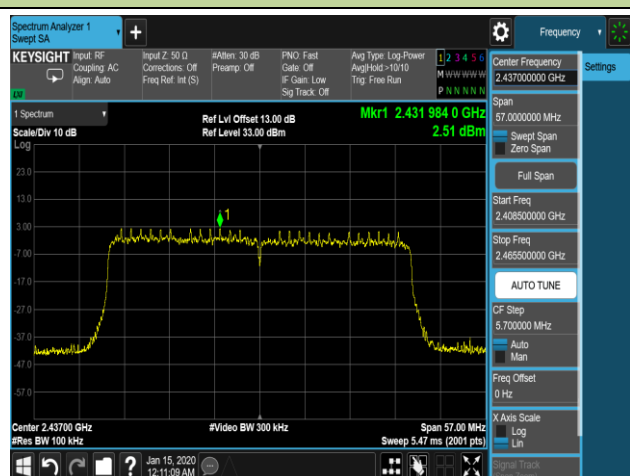 Spectrum Analyzer 1
Swept SA
+
Frequency
KEYSIGHT
Input: RF
Coupling: AC
Align: Auto
Input Z: 50 Ω
Corrections: Off
Freq Ref: Int (S)
#Atten: 30 dB
Preamp: Off
PNO: Fast
Gate: Off
IF Gain: Low
Sig Track: Off
Avg Type: Log-Power
Avg|Hold:>10/10
Trig: Free Run
1 2 3 4 5 6
M W W W W W
P N N N N N
1 Spectrum
Scale/Div 10 dB
Log
Ref Lvl Offset 13.00 dB
Ref Level 33.00 dBm
Mkr1 2.431 984 0 GHz
2.51 dBm
23.0
13.0
3.00
-7.00
-17.0
-27.0
-37.0
-47.0
-57.0
1
Center 2.43700 GHz
#Res BW 100 kHz
#Video BW 300 kHz
Span 57.00 MHz
Sweep 5.47 ms (2001 pts)
?
Jan 15, 2020
12:11:09 AM
Center Frequency
2.437000000 GHz
Span
57.0000000 MHz
Swept Span
Zero Span
Full Span
Start Freq
2.408500000 GHz
Stop Freq
2.465500000 GHz
AUTO TUNE
CF Step
5.700000 MHz
Auto
Man
Freq Offset
0 Hz
X Axis Scale
Log
Lin
Signal Track
Settings